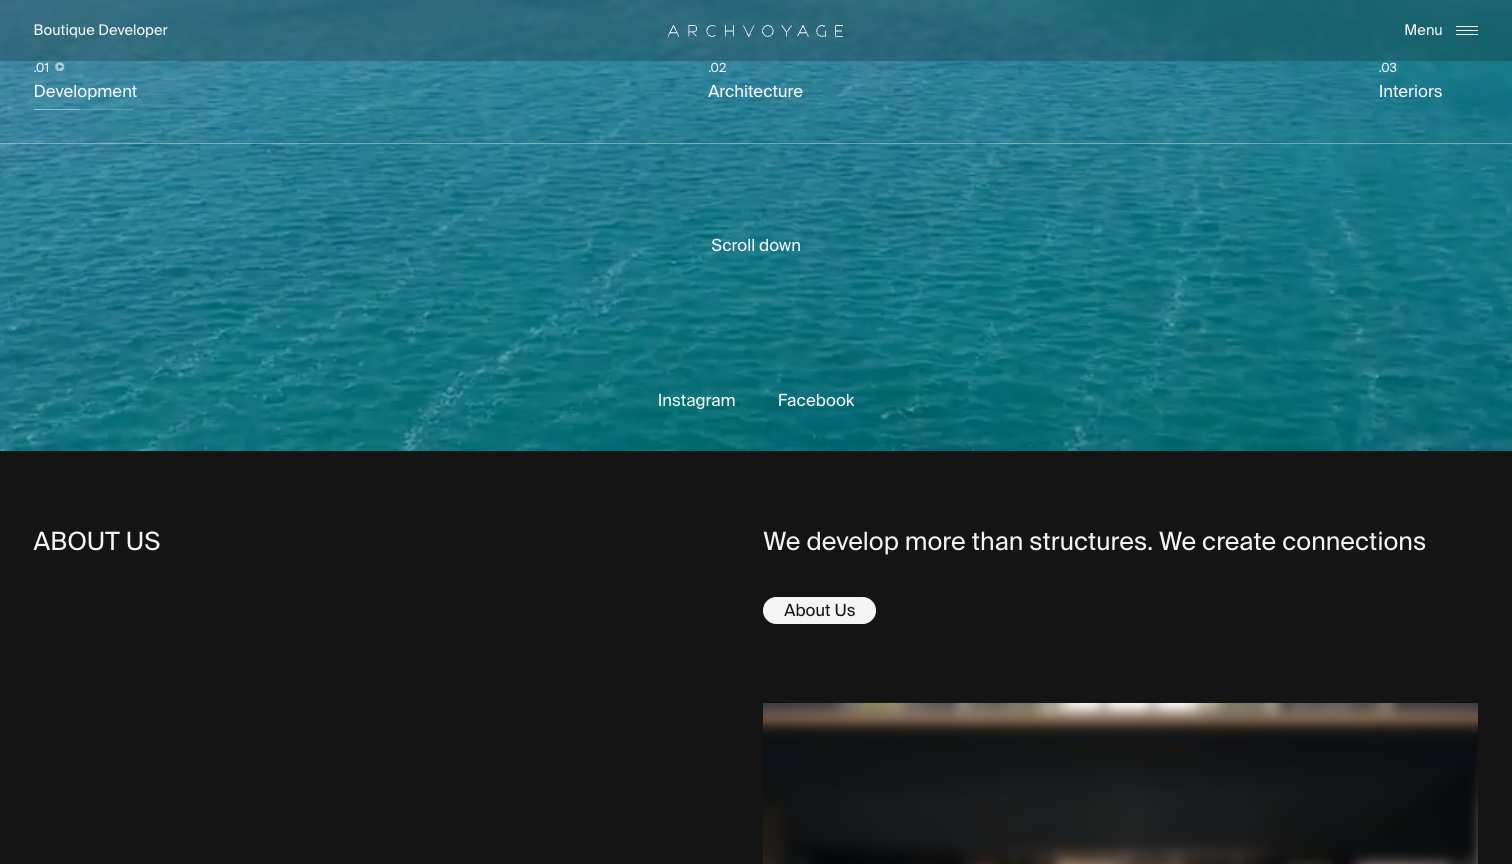 Boutique Developer
ARCHVOYAGE
Menu
.01
Development
.02
Architecture
.03
Interiors
Scroll down
Instagram
Facebook
ABOUT US
We develop more than structures. We create connections
About Us